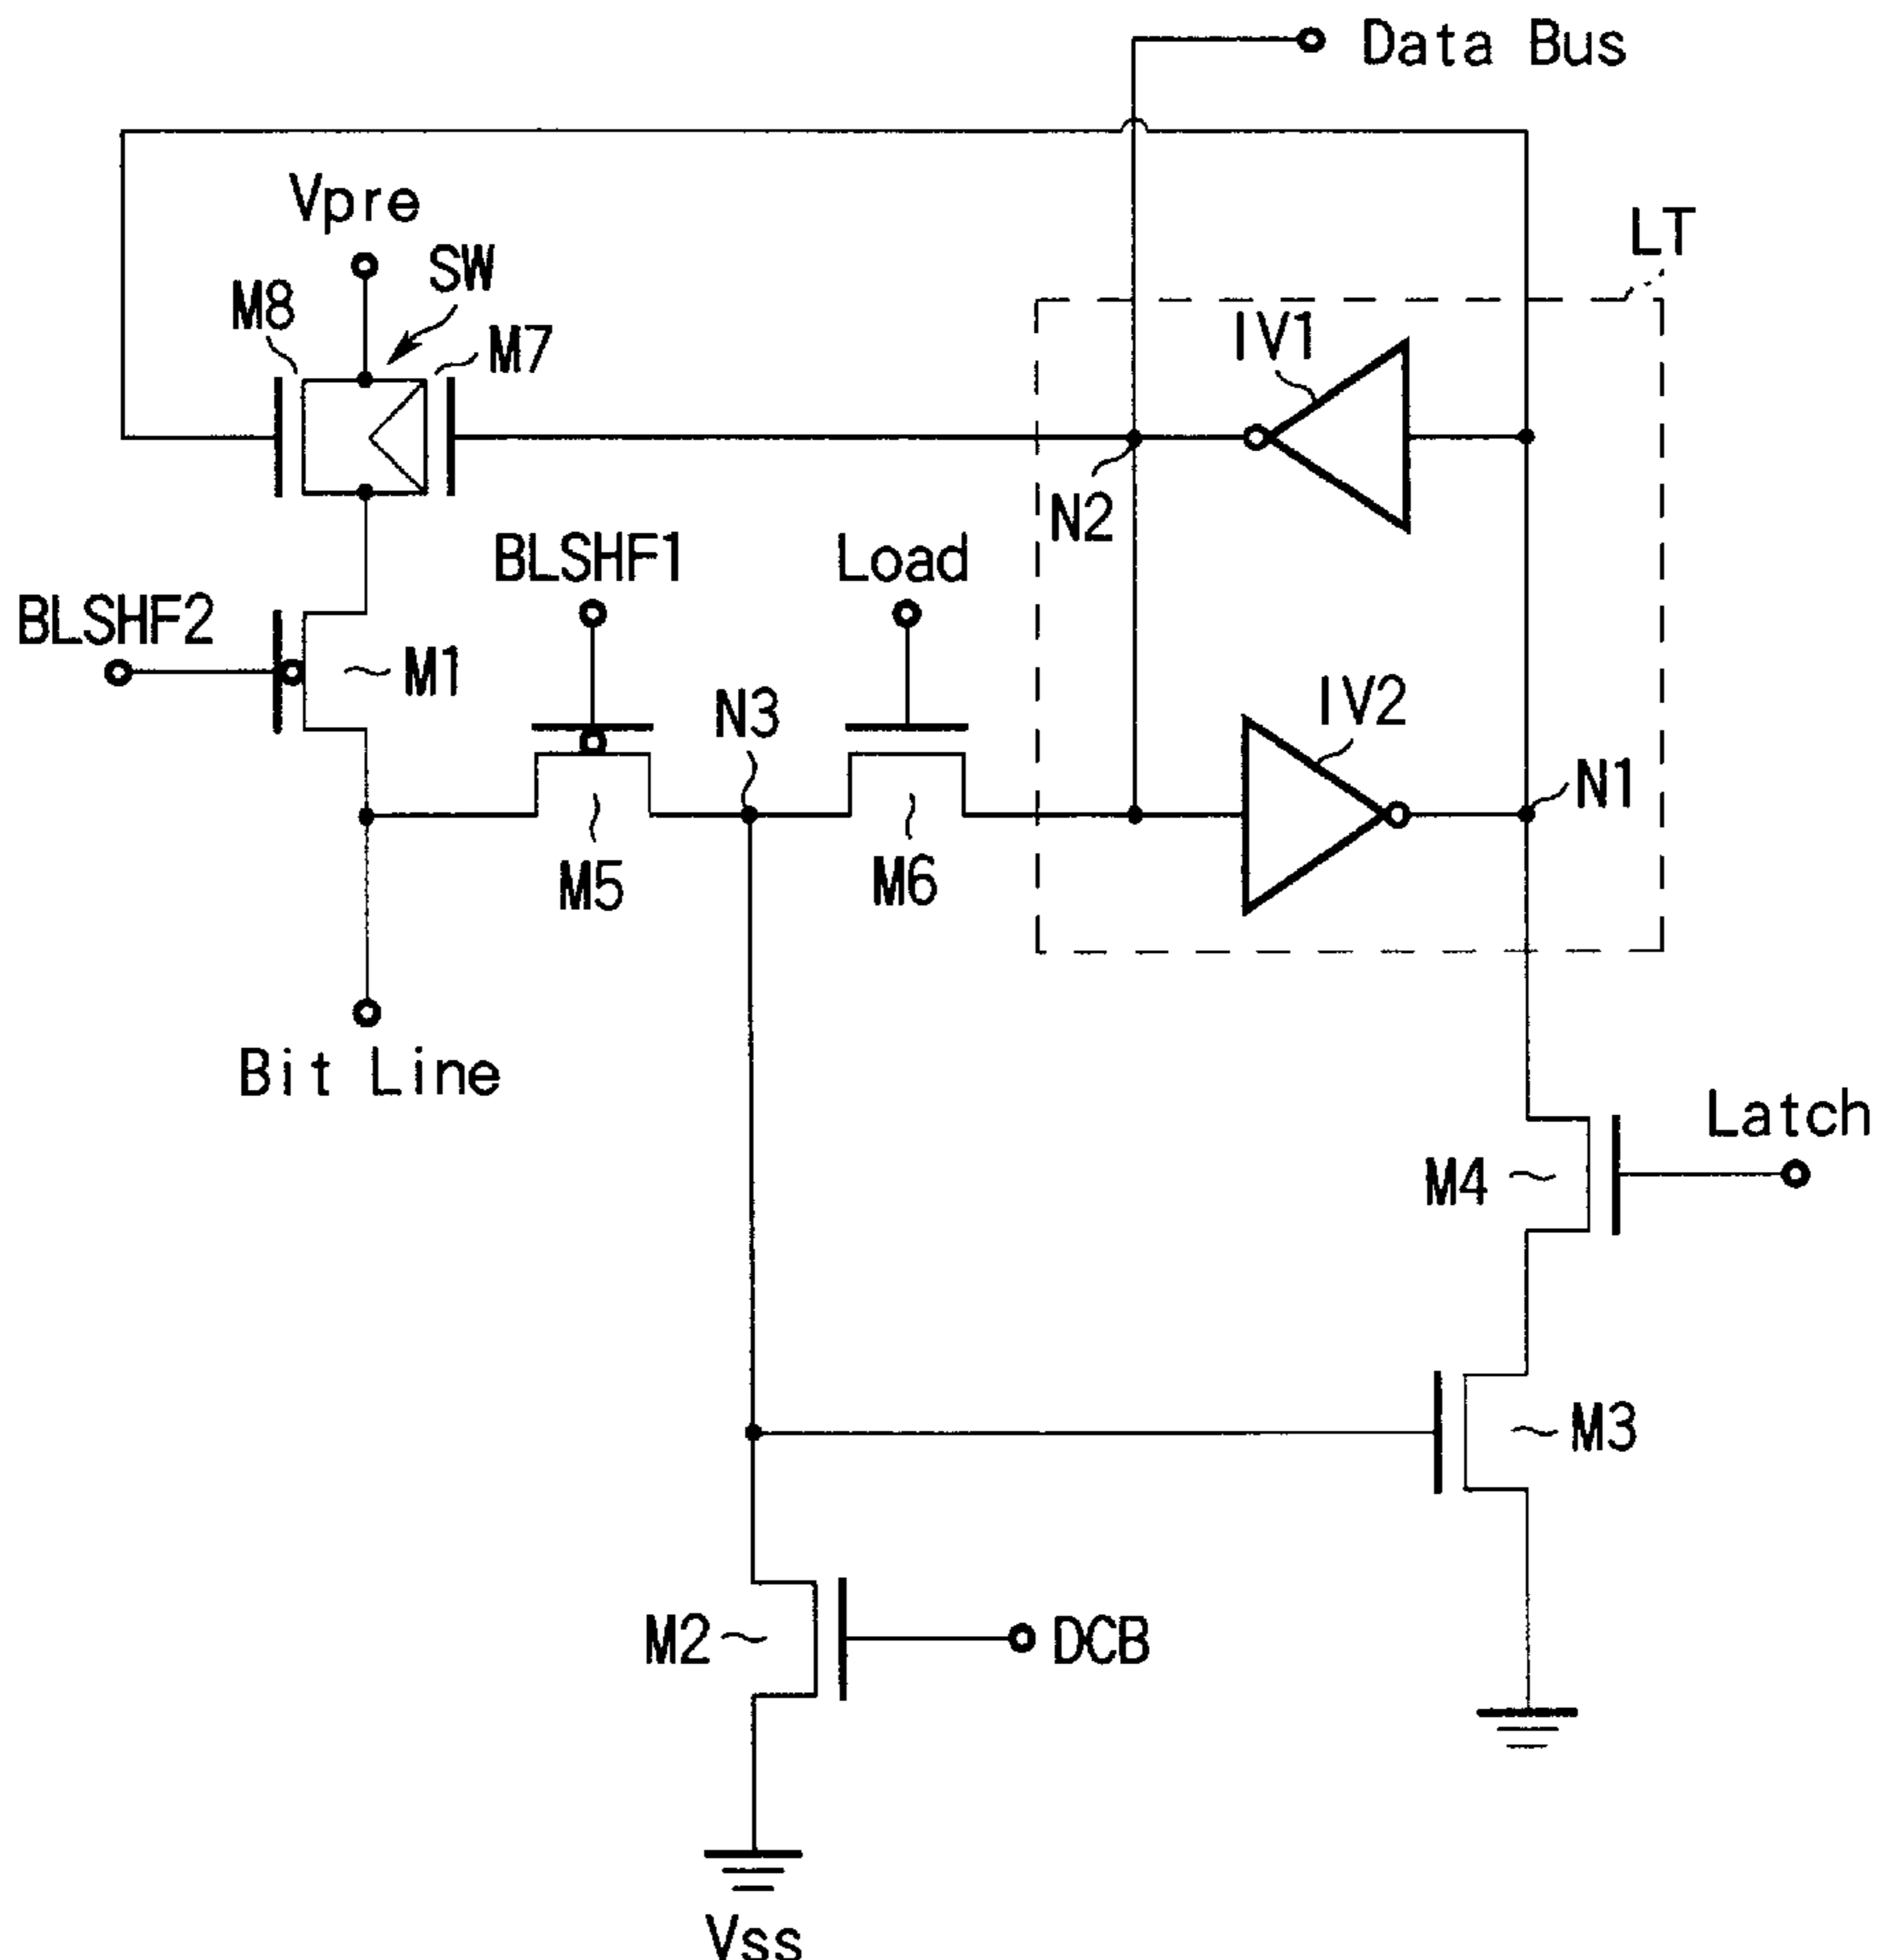 Data Bus
Vpre
SW
LT
M8
M7
IV1
N2
BLSHF1
Load
BLSHF2
M1
N3
IV2
N1
M5
M6
Bit Line
Latch
M4
M3
M2
DCB
Vss